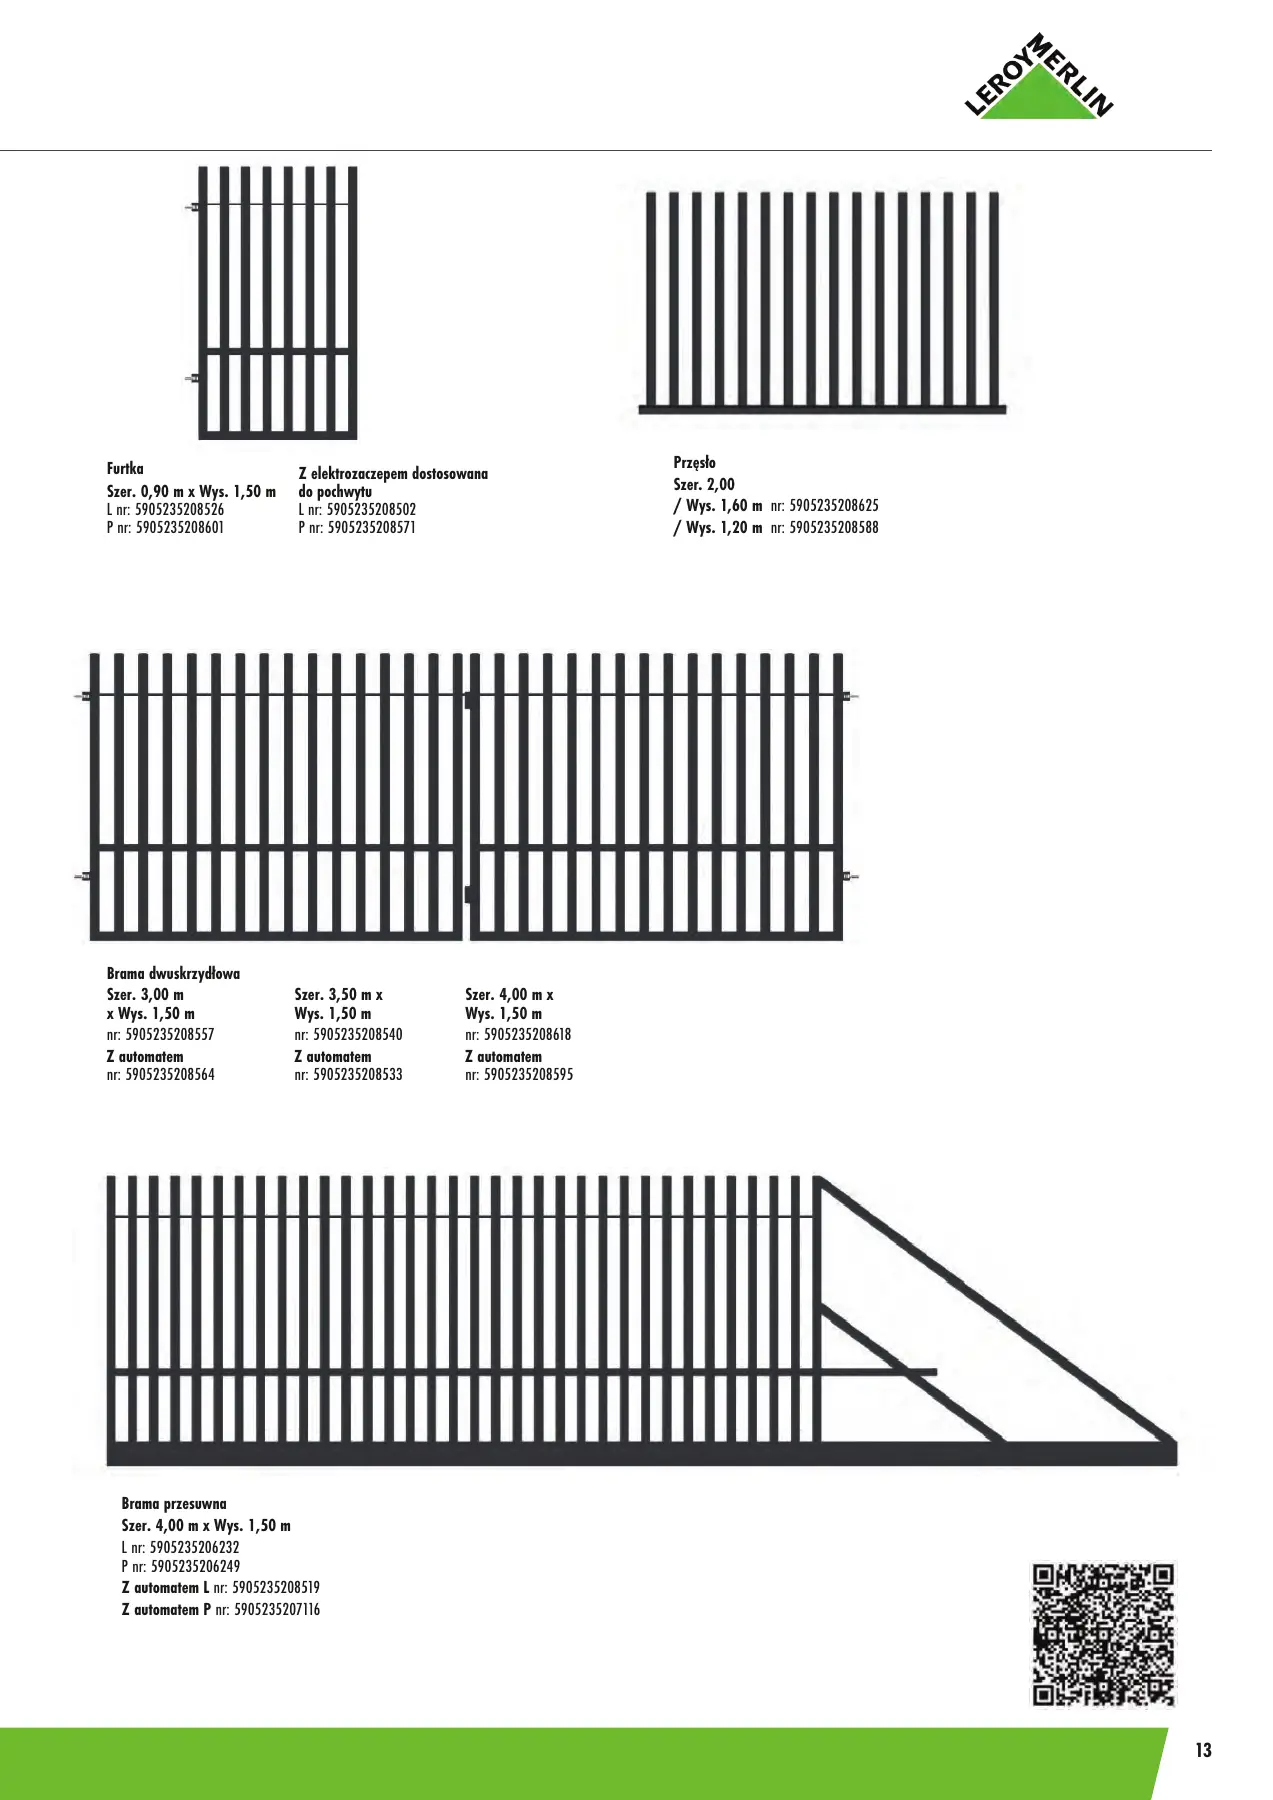 LEROY MERLIN
Furtka
Szer. 0,90 m x Wys. 1,50 m
L nr: 5905235208526
P nr: 5905235208601
Z elektrozaczepem dostosowana
do pochwytu
L nr: 5905235208502
P nr: 5905235208571
Przęsło
Szer. 2,00
/ Wys. 1,60 m nr: 5905235208625
/ Wys. 1,20 m nr: 5905235208588
Brama dwuskrzydłowa
Szer. 3,00 m
x Wys. 1,50 m
nr: 5905235208557
Z automatem
nr: 5905235208564
Szer. 3,50 m x
Wys. 1,50 m
nr: 5905235208540
Z automatem
nr: 5905235208533
Szer. 4,00 m x
Wys. 1,50 m
nr: 5905235208618
Z automatem
nr: 5905235208595
Brama przesuwna
Szer. 4,00 m x Wys. 1,50 m
L nr: 5905235206232
P nr: 5905235206249
Z automatem L nr: 5905235208519
Z automatem P nr: 5905235207116
13